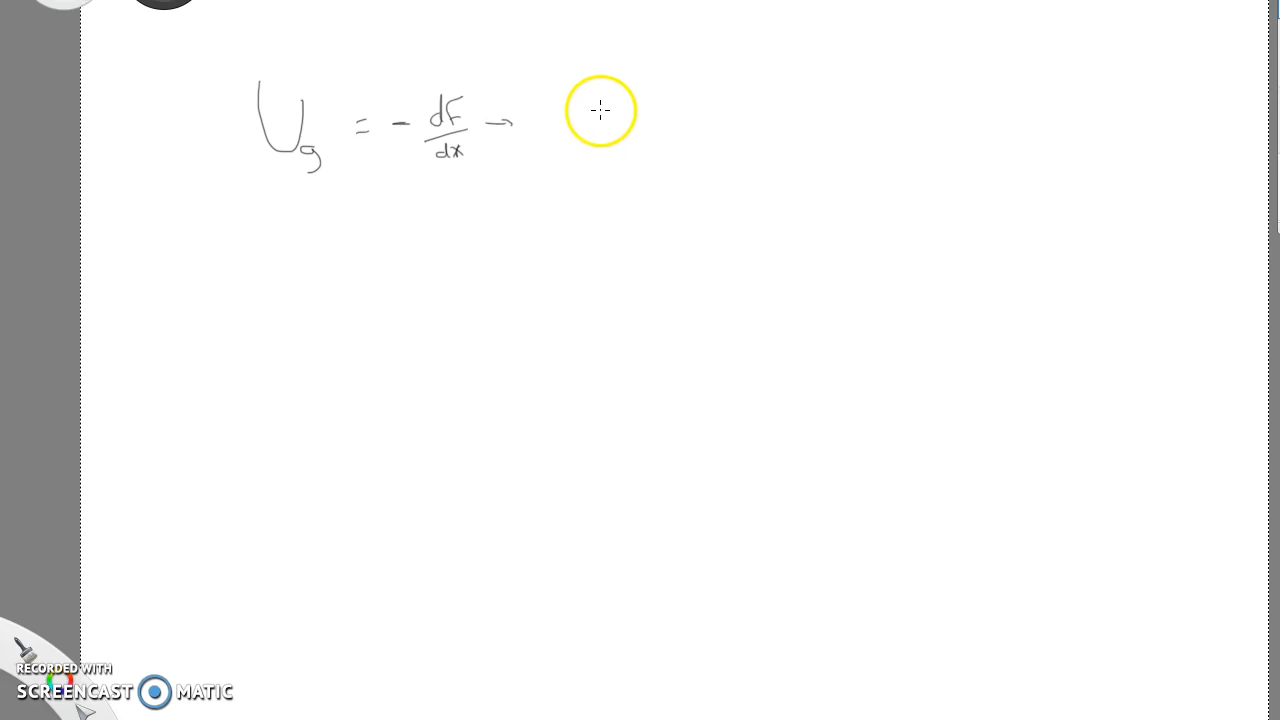 U_g = - dF/dx →
RECORDED WITH
SCREENCAST MATIC